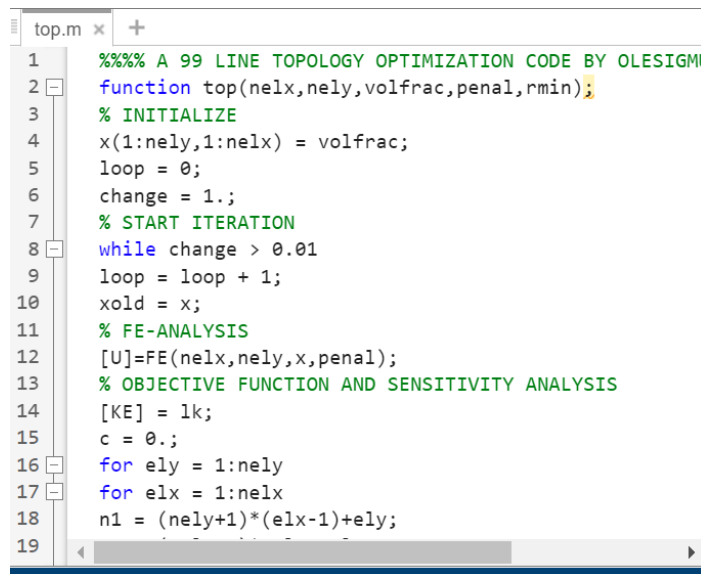 top.m × +
1 %%%% A 99 LINE TOPOLOGY OPTIMIZATION CODE BY OLESIGM
2 function top(nelx,nely,volfrac,penal,rmin);
3 % INITIALIZE
4 x(1:nely,1:nelx) = volfrac;
5 loop = 0;
6 change = 1.;
7 % START ITERATION
8 while change > 0.01
9 loop = loop + 1;
10 xold = x;
11 % FE-ANALYSIS
12 [U]=FE(nelx,nely,x,penal);
13 % OBJECTIVE FUNCTION AND SENSITIVITY ANALYSIS
14 [KE] = lk;
15 c = 0.;
16 for ely = 1:nely
17 for elx = 1:nelx
18 n1 = (nely+1)*(elx-1)+ely;
19